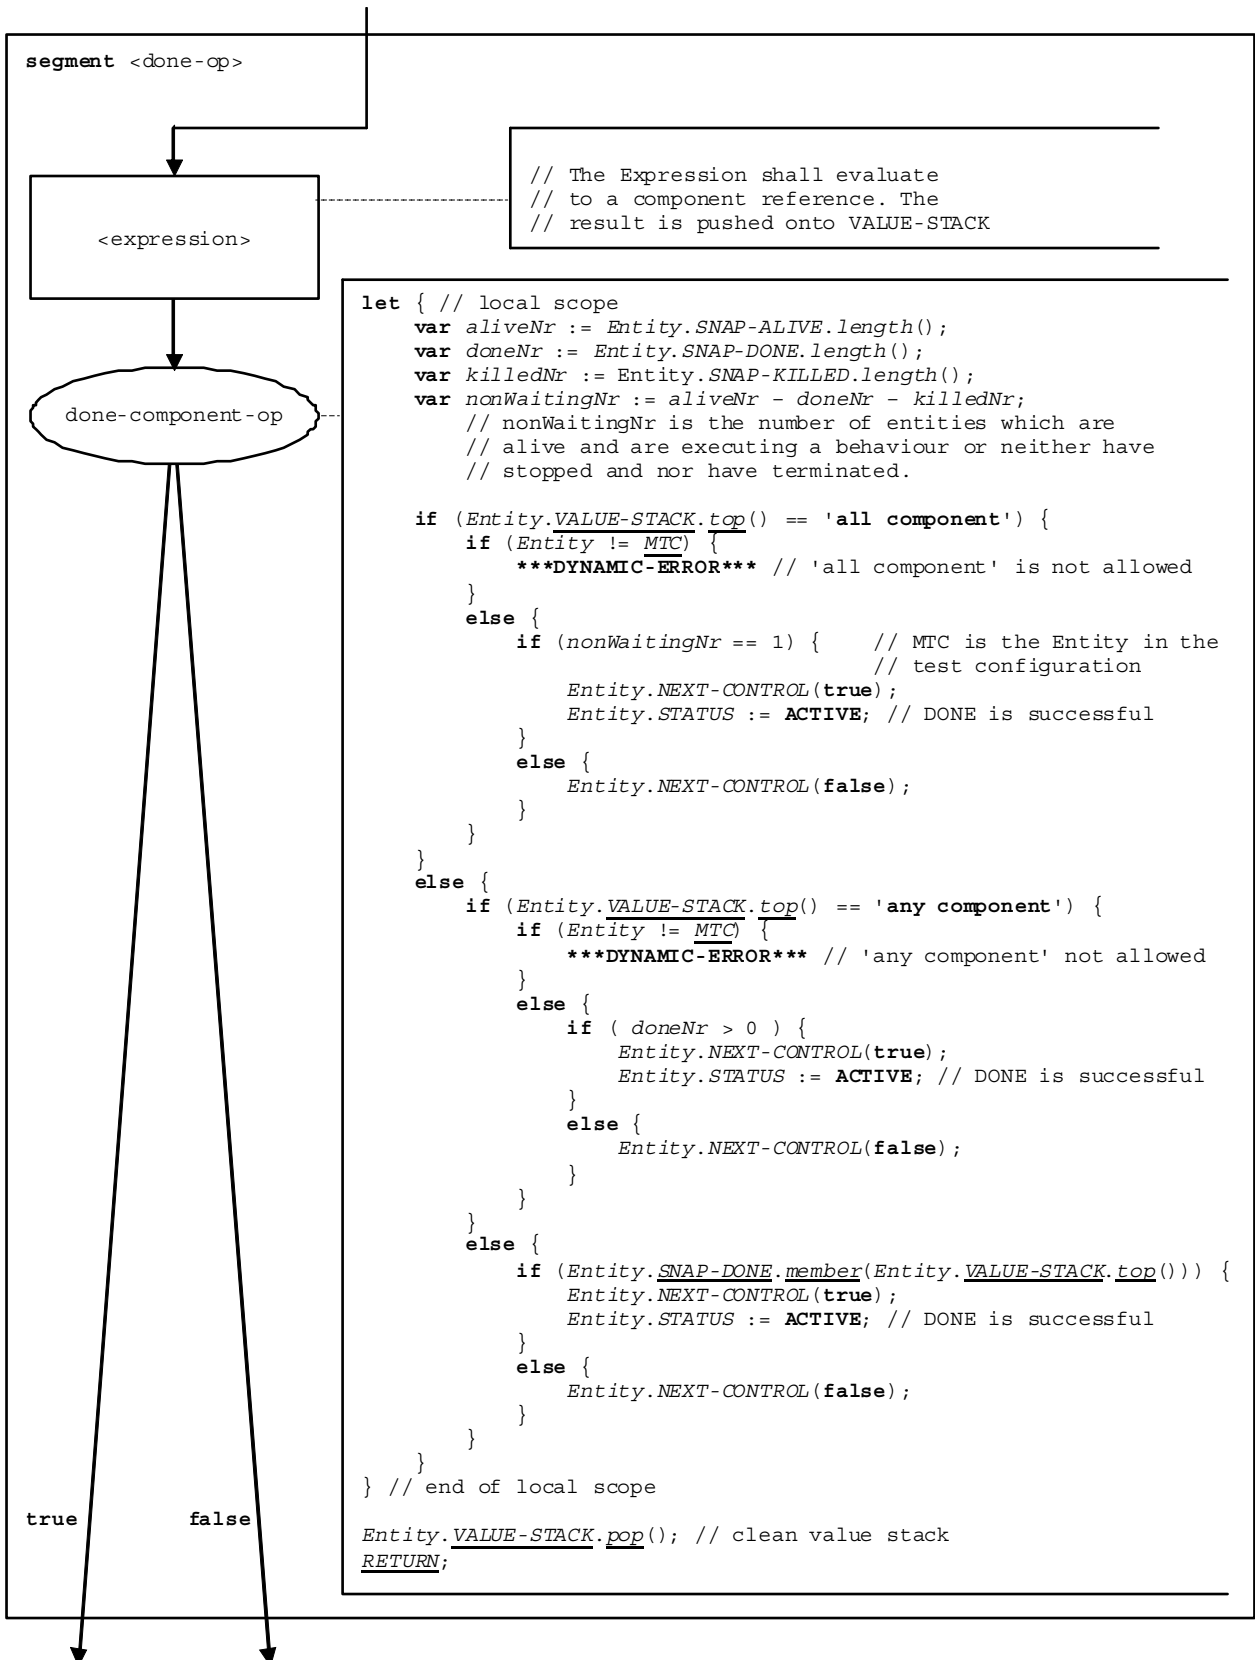 segment <done-op>
// The Expression shall evaluate
// to a component reference. The
// result is pushed onto VALUE-STACK
<expression>
done-component-op
let { // local scope
    var aliveNr := Entity.SNAP-ALIVE.length();
    var doneNr := Entity.SNAP-DONE.length();
    var killedNr := Entity.SNAP-KILLED.length();
    var nonWaitingNr := aliveNr – doneNr – killedNr;
        // nonWaitingNr is the number of entities which are
        // alive and are executing a behaviour or neither have
        // stopped and nor have terminated.
    if (Entity.VALUE-STACK.top() == 'all component') {
        if (Entity != MTC) {
            ***DYNAMIC-ERROR*** // 'all component' is not allowed
        }
        else {
            if (nonWaitingNr == 1) {    // MTC is the Entity in the
                                        // test configuration
                Entity.NEXT-CONTROL(true);
                Entity.STATUS := ACTIVE; // DONE is successful
            }
            else {
                Entity.NEXT-CONTROL(false);
            }
        }
    }
    else {
        if (Entity.VALUE-STACK.top() == 'any component') {
            if (Entity != MTC) {
                ***DYNAMIC-ERROR*** // 'any component' not allowed
            }
            else {
                if ( doneNr > 0 ) {
                    Entity.NEXT-CONTROL(true);
                    Entity.STATUS := ACTIVE; // DONE is successful
                }
                else {
                    Entity.NEXT-CONTROL(false);
                }
            }
        }
        else {
            if (Entity.SNAP-DONE.member(Entity.VALUE-STACK.top())) {
                Entity.NEXT-CONTROL(true);
                Entity.STATUS := ACTIVE; // DONE is successful
            }
            else {
                Entity.NEXT-CONTROL(false);
            }
        }
    }
} // end of local scope
Entity.VALUE-STACK.pop(); // clean value stack
RETURN;
true
false